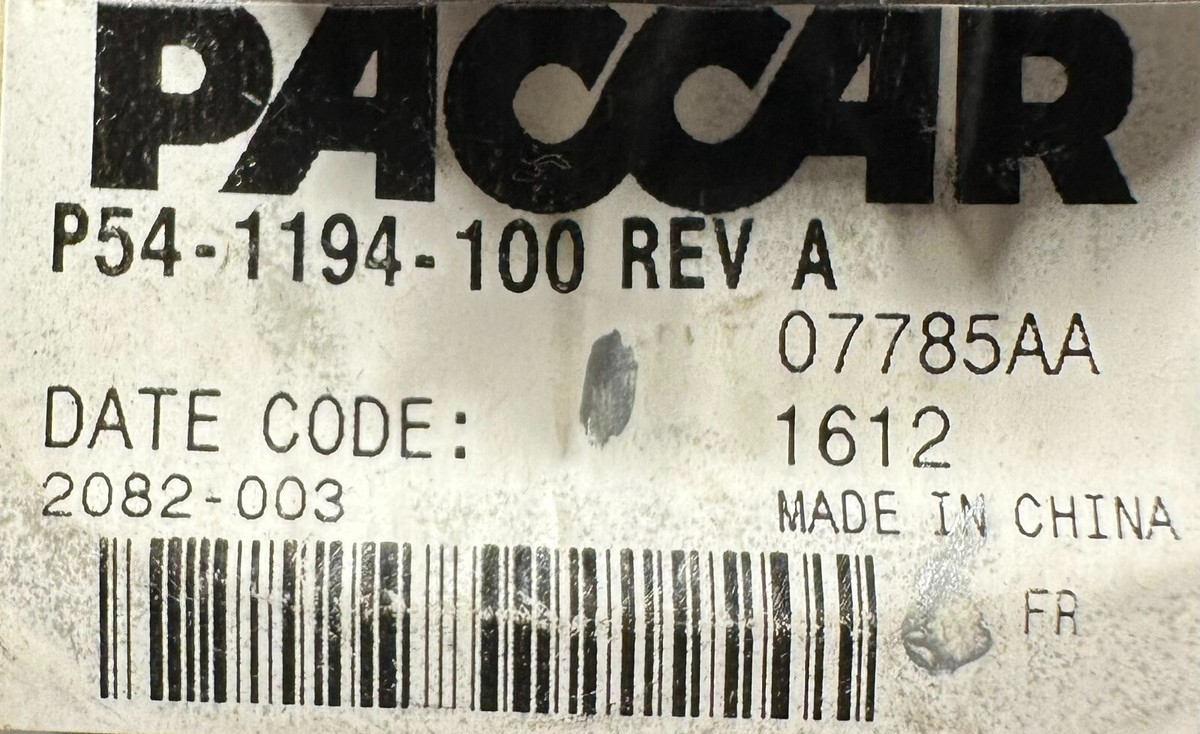 PACCAR
P54-1194-100 REV A
07785AA
DATE CODE: 1612
2082-003 MADE IN CHINA
FR